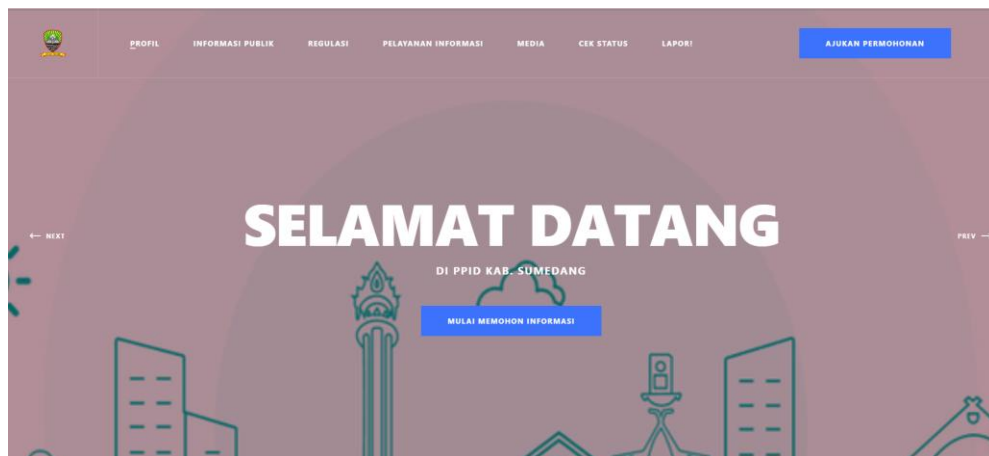 PROFIL INFORMASI PUBLIK REGULASI PELAYANAN INFORMASI MEDIA CEK STATUS LAPOR! AJUKAN PERMOHONAN
SELAMAT DATANG
← NEXT
PREV —
DI PPID KAB. SUMEDANG
MULAI MEMOHON INFORMASI